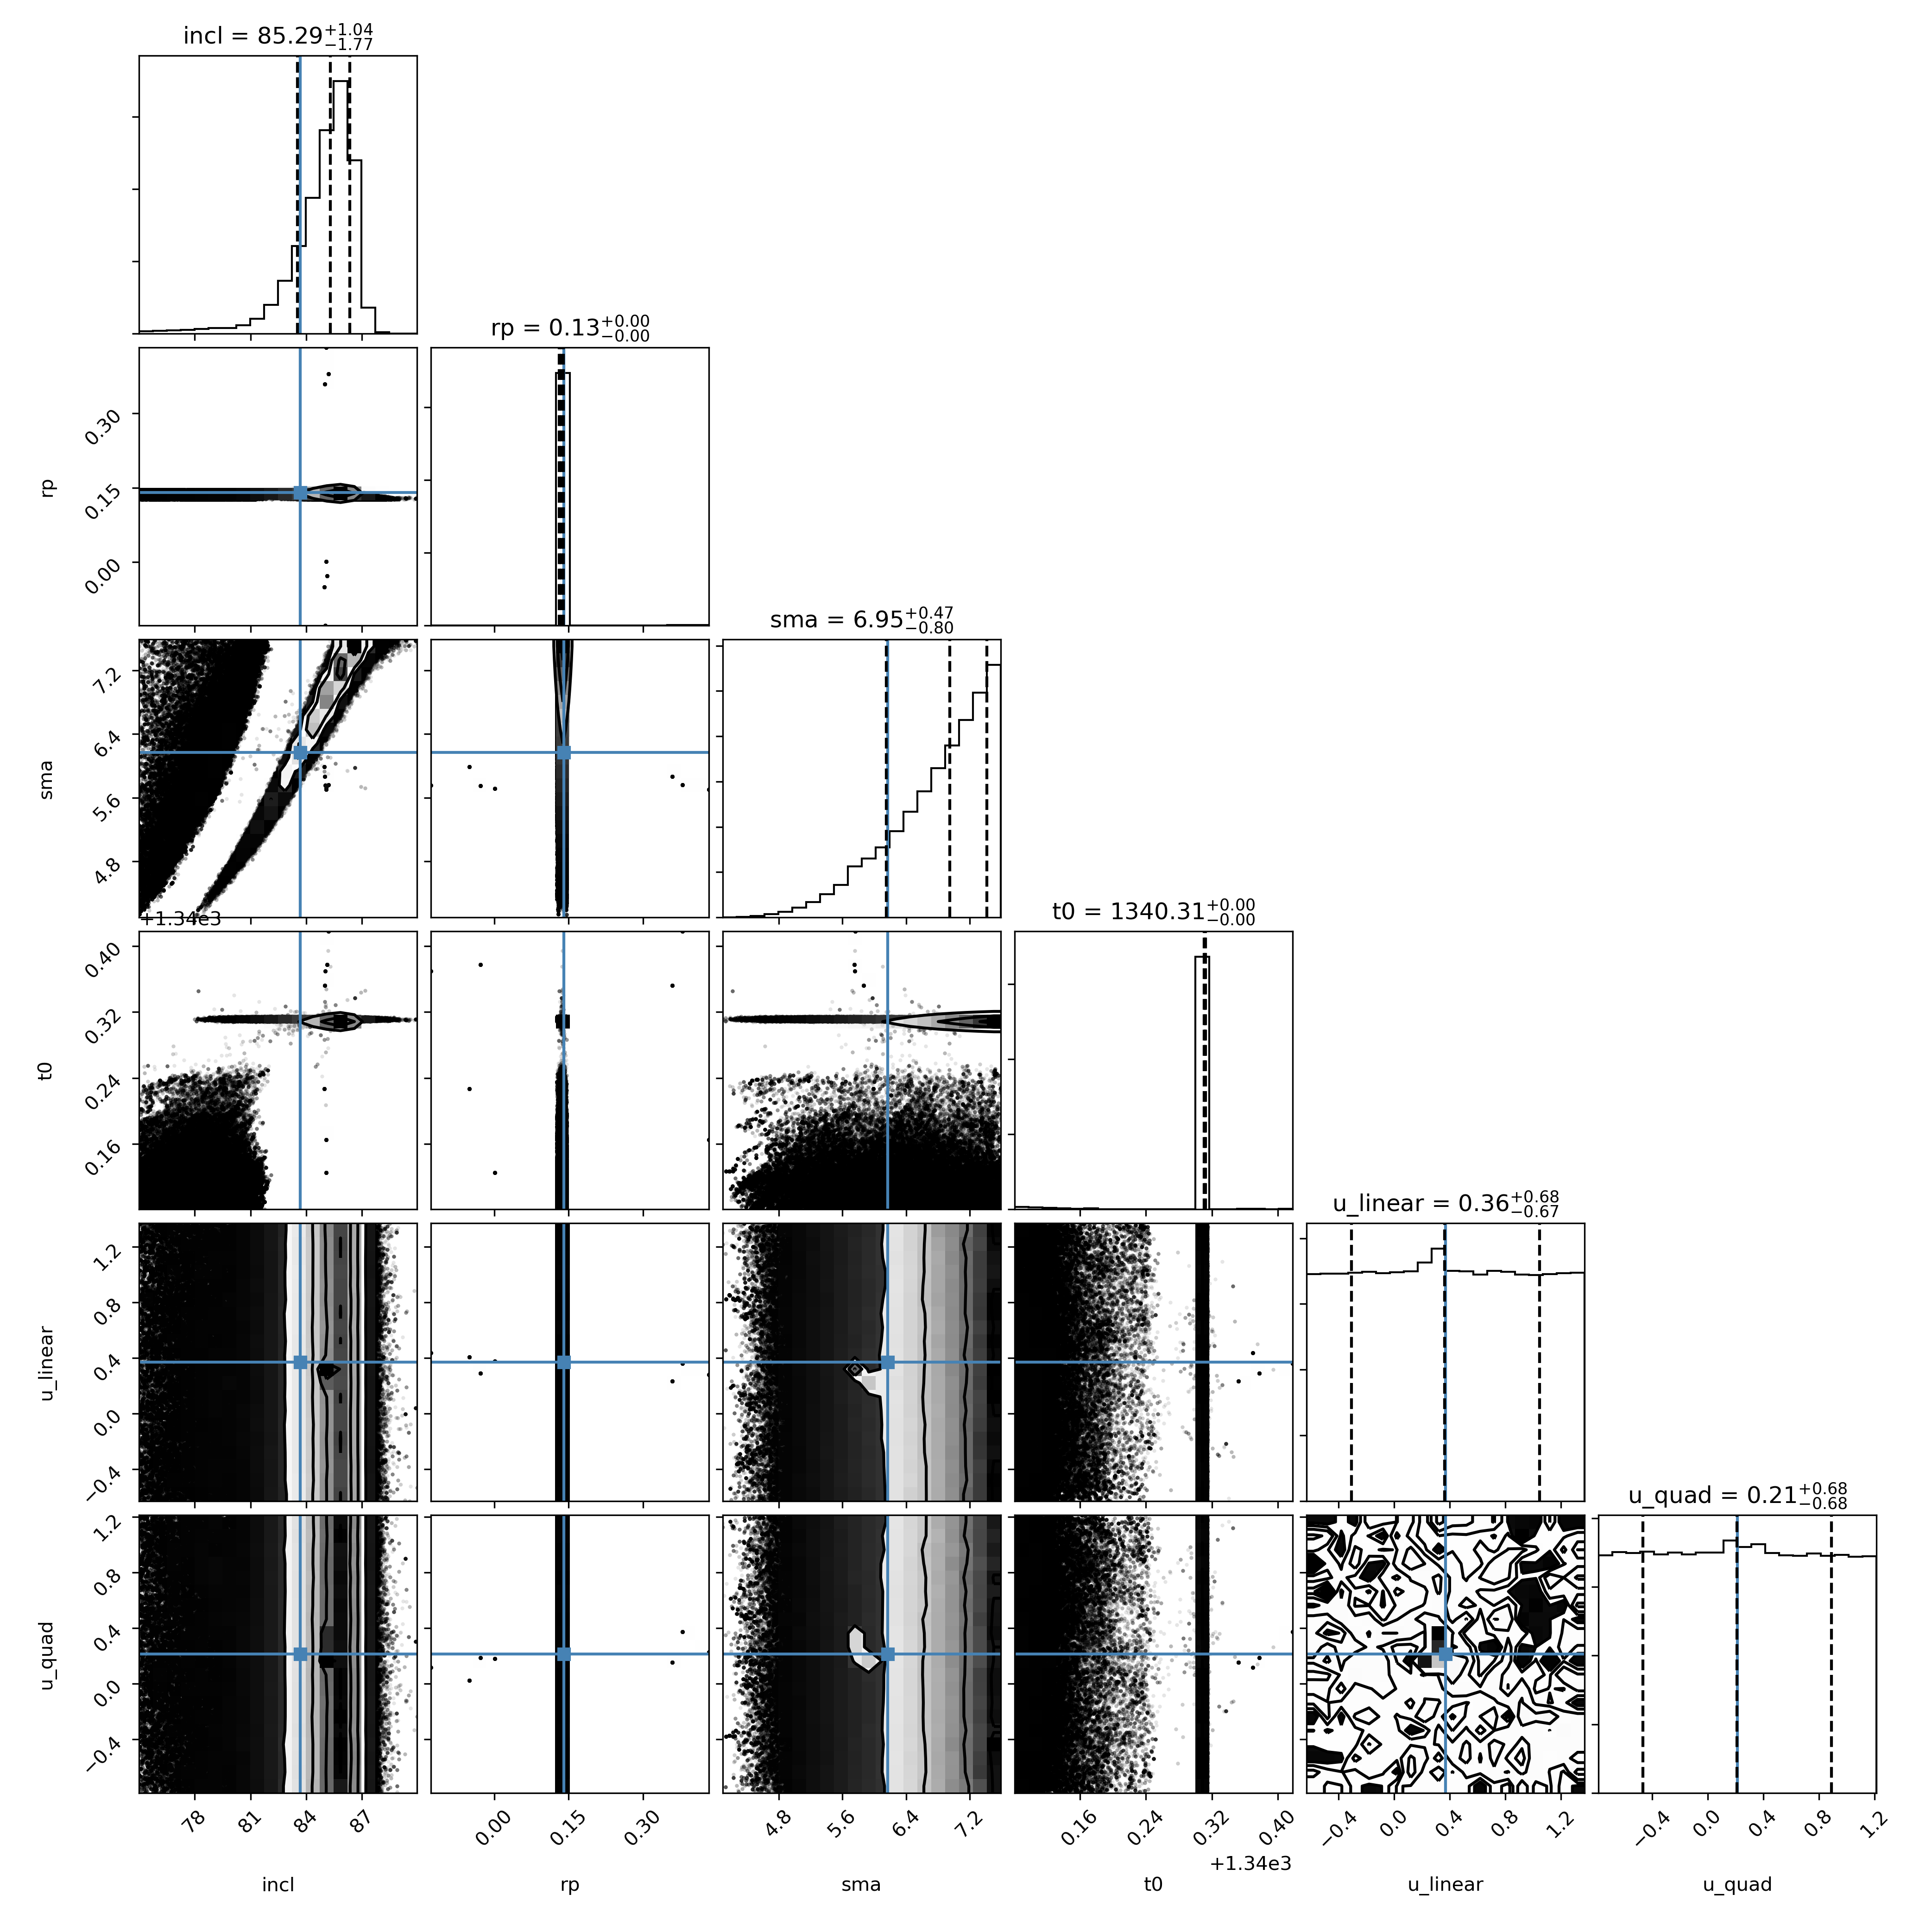 incl = 85.29+1.04−1.77
rp = 0.13+0.00−0.00
0.30
0.15
0.00
rp
sma = 6.95+0.47−0.80
7.2
6.4
5.6
4.8
sma
+1.34e3
t0 = 1340.31+0.00−0.00
0.40
0.32
0.24
0.16
t0
u_linear = 0.36+0.68−0.67
1.2
0.8
0.4
0.0
−0.4
u_linear
u_quad = 0.21+0.68−0.68
1.2
0.8
0.4
0.0
−0.4
u_quad
78 81 84 87
0.00 0.15 0.30
4.8 5.6 6.4 7.2
0.16 0.24 0.32 0.40
+1.34e3
−0.4 0.0 0.4 0.8 1.2
−0.4 0.0 0.4 0.8 1.2
incl rp sma t0 u_linear u_quad